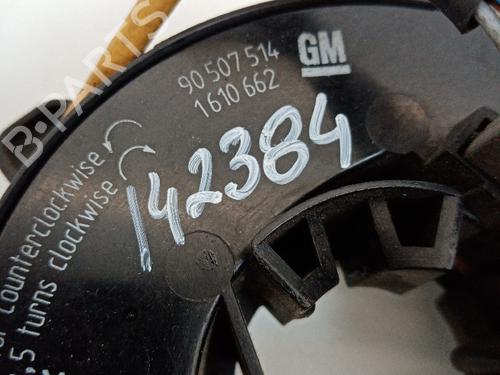 90 507 514
1610 662
GM
142384
counterclockwise
,5 turns clockwise
B-PARTS